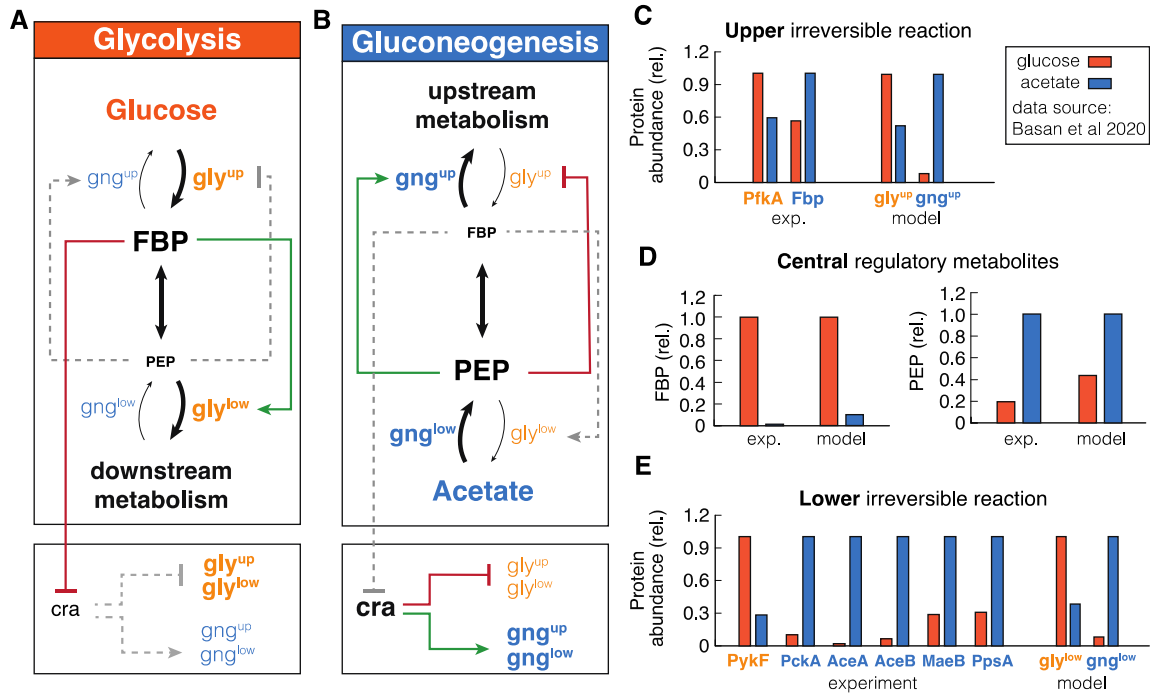 A
Glycolysis
Glucose
gng^up
gly^up
FBP
PEP
gng^low
gly^low
downstream
metabolism
cra
gly^up
gly^low
gng^up
gng^low
B
Gluconeogenesis
upstream
metabolism
gng^up
gly^up
FBP
PEP
gng^low
gly^low
Acetate
cra
gly^up
gly^low
gng^up
gng^low
C
Upper irreversible reaction
Protein
abundance (rel.)
1.2
0.9
0.6
0.3
0
PfkA Fbp
exp.
gly^up gng^up
model
glucose
acetate
data source:
Basan et al 2020
D
Central regulatory metabolites
FBP (rel.)
1.2
1.0
0.8
0.6
0.4
0.2
0
exp. model
PEP (rel.)
1.2
1.0
0.8
0.6
0.4
0.2
0
exp. model
E
Lower irreversible reaction
Protein
abundance (rel.)
1.2
0.9
0.6
0.3
0
PykF PckA AceA AceB MaeB PpsA
experiment
gly^low gng^low
model